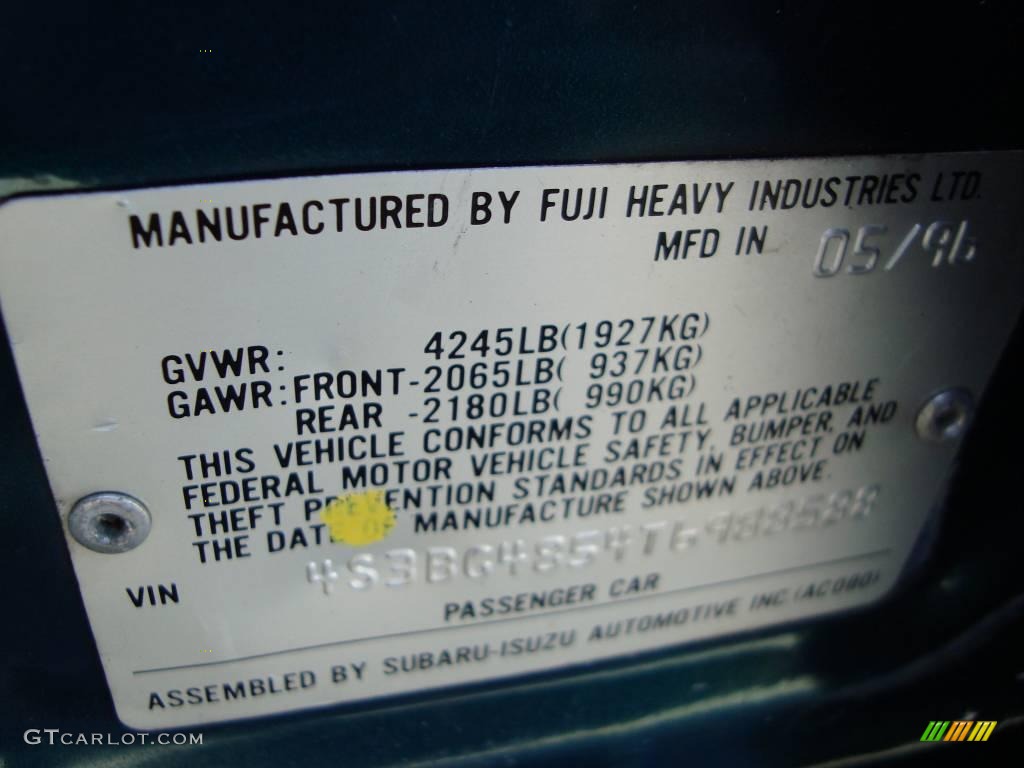 MANUFACTURED BY FUJI HEAVY INDUSTRIES LTD.
MFD IN 05/96
GVWR: 4245LB(1927KG)
GAWR: FRONT-2065LB( 937KG)
REAR -2180LB( 990KG)
THIS VEHICLE CONFORMS TO ALL APPLICABLE
FEDERAL MOTOR VEHICLE SAFETY, BUMPER, AND
THEFT PREVENTION STANDARDS IN EFFECT ON
THE DATE OF MANUFACTURE SHOWN ABOVE.
VIN
PASSENGER CAR
ASSEMBLED BY SUBARU-ISUZU AUTOMOTIVE INC.(AC080)
GTcarlot.com